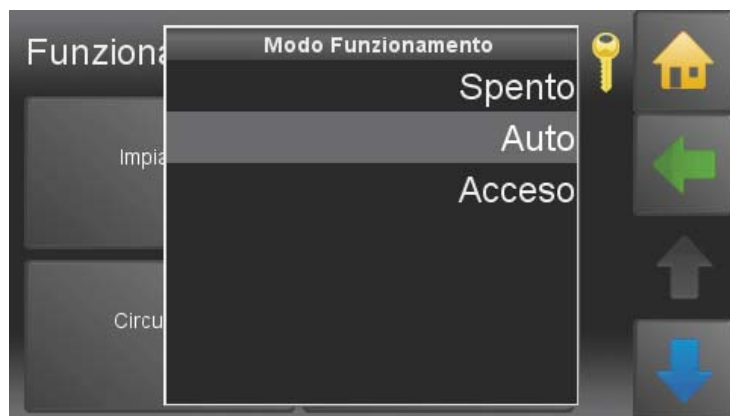 Funziona
Modo Funzionamento
Spento
Auto
Acceso
Impia
Circu